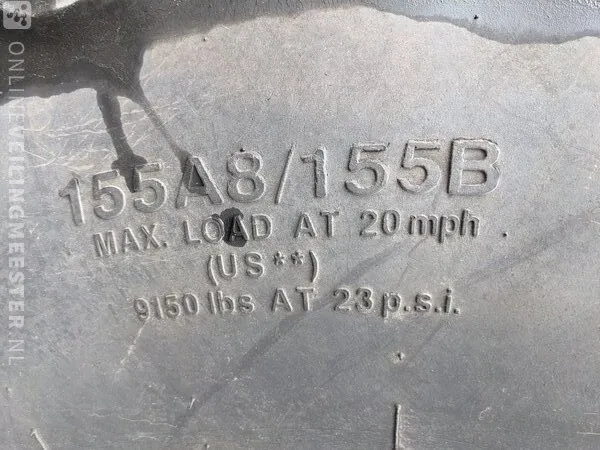 155A8/155B
MAX. LOAD AT 20 mph
(US**)
9150 lbs AT 23 p.s.i.
ONLINEVEILINGMEESTER.NL